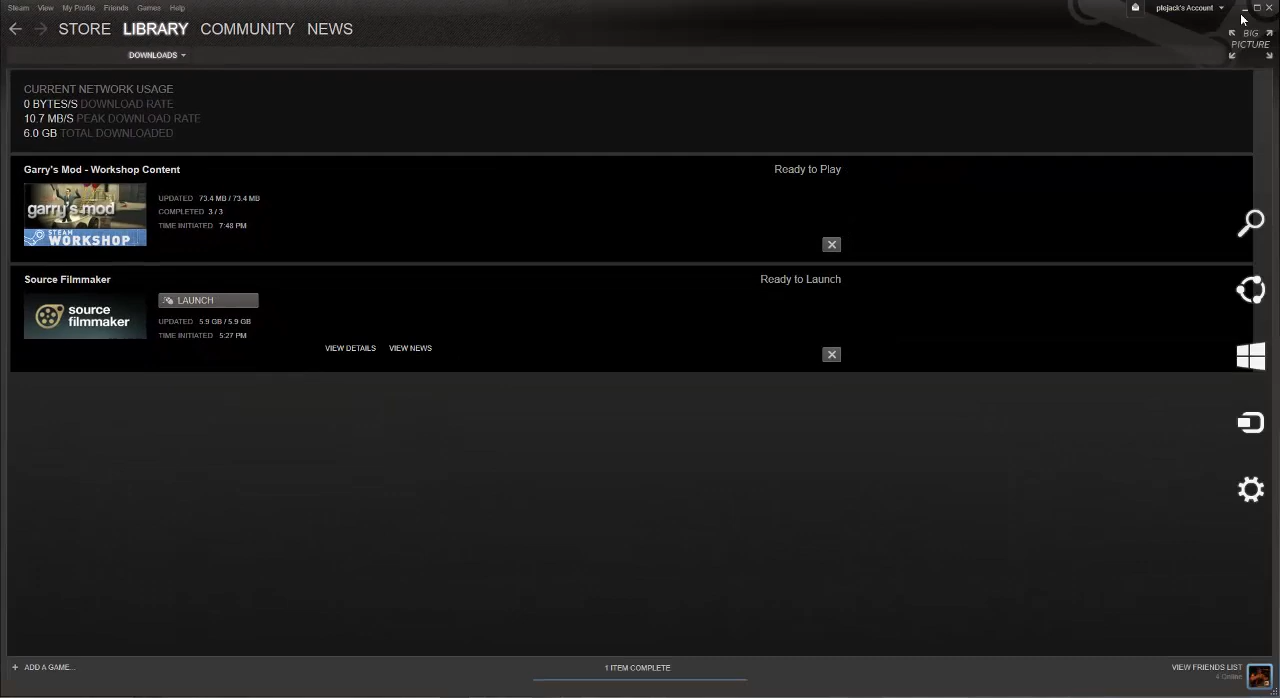 Steam View My Profile Friends Games Help
plejack's Account
STORE LIBRARY COMMUNITY NEWS
BIG
PICTURE
DOWNLOADS
CURRENT NETWORK USAGE
0 BYTES/S DOWNLOAD RATE
10.7 MB/S PEAK DOWNLOAD RATE
6.0 GB TOTAL DOWNLOADED
Garry's Mod - Workshop Content
Ready to Play
garry's mod
STEAM
WORKSHOP
UPDATED 73.4 MB / 73.4 MB
COMPLETED 3 / 3
TIME INITIATED 7:48 PM
Source Filmmaker
Ready to Launch
source
filmmaker
LAUNCH
UPDATED 5.9 GB / 5.9 GB
TIME INITIATED 5:27 PM
VIEW DETAILS VIEW NEWS
+ ADD A GAME...
1 ITEM COMPLETE
VIEW FRIENDS LIST
4 Online